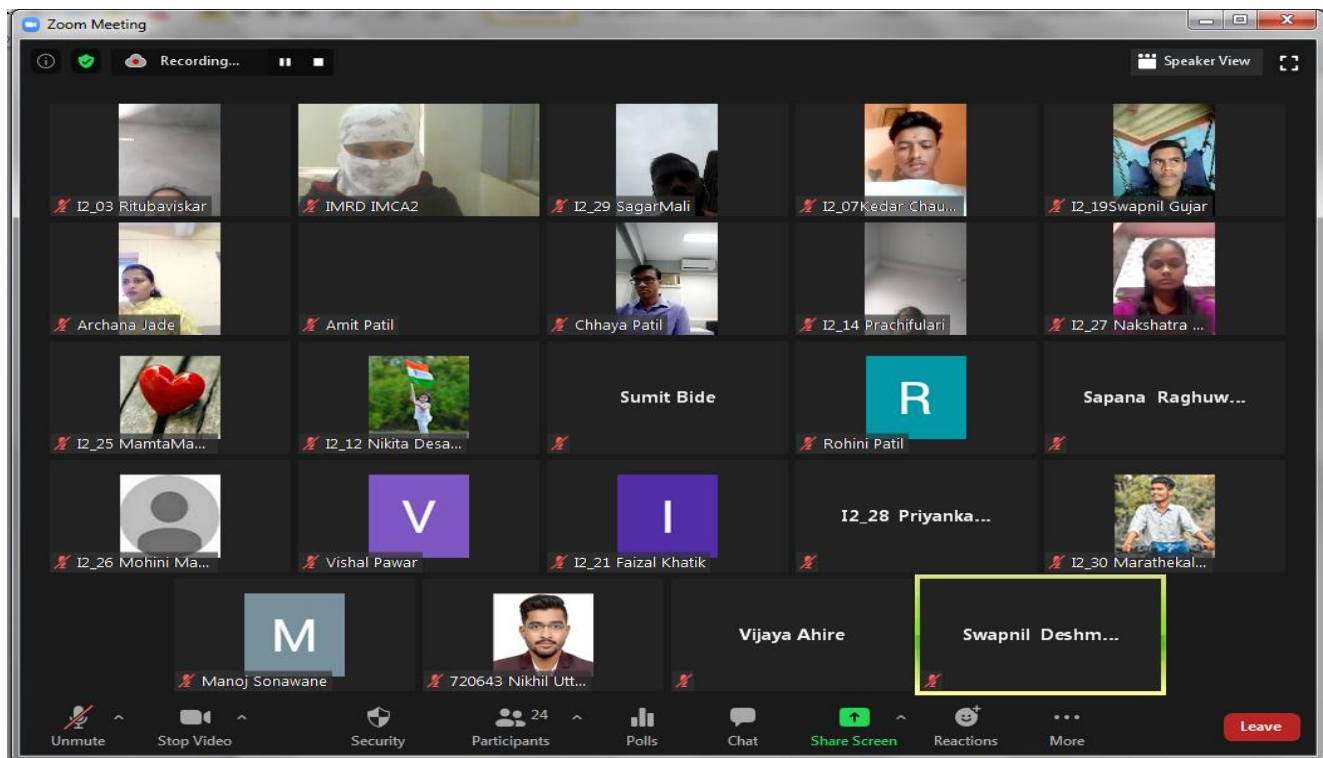 Zoom Meeting
Recording...
Speaker View
I2_03 Ritubaviskar
IMRD IMCA2
I2_29 SagarMali
I2_07Kedar Chau...
I2_19Swapnil Gujar
Archana Jade
Amit Patil
Chhaya Patil
I2_14 Prachifulari
I2_27 Nakshatra ...
I2_25 MamtaMa...
I2_12 Nikita Desa...
Sumit Bide
R
Rohini Patil
Sapana Raghuw...
I2_26 Mohini Ma...
V
Vishal Pawar
I
I2_21 Faizal Khatik
I2_28 Priyanka...
I2_30 Marathekal...
M
Manoj Sonawane
720643 Nikhil Utt...
Vijaya Ahire
Swapnil Deshm...
Unmute
Stop Video
Security
24
Participants
Polls
Chat
Share Screen
Reactions
More
Leave